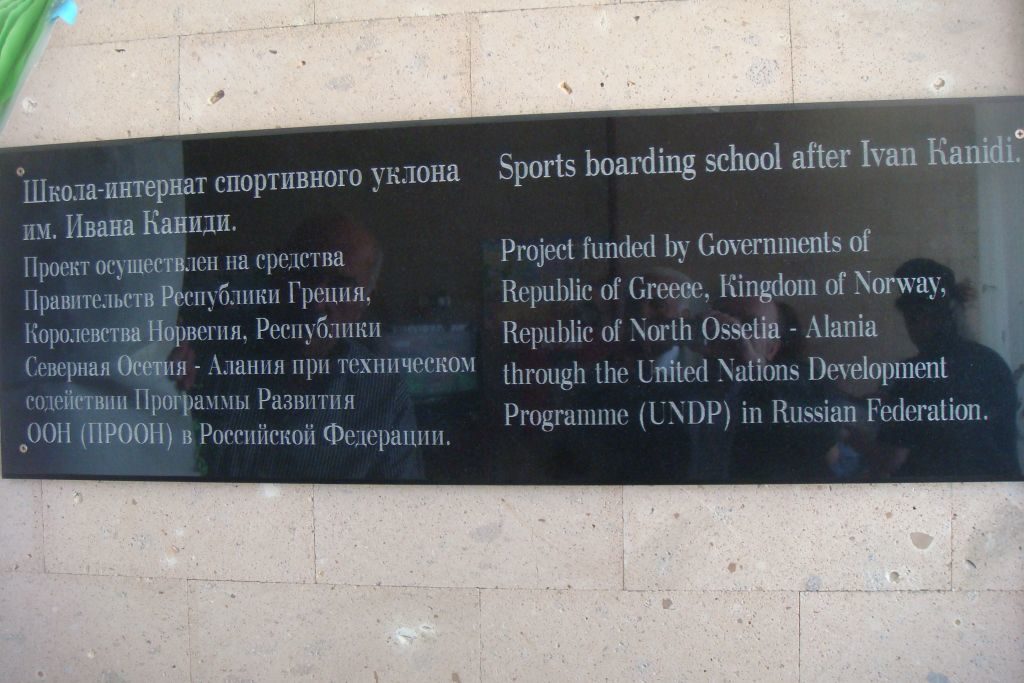 Школа-интернат спортивного уклона
им. Ивана Каниди.
Проект осуществлен на средства
Правительств Республики Греция,
Королевства Норвегия, Республики
Северная Осетия - Алания при техническом
содействии Программы Развития
ООН (ПРООН) в Российской Федерации.
Sports boarding school after Ivan Kanidi.
Project funded by Governments of
Republic of Greece, Kingdom of Norway,
Republic of North Ossetia - Alania
through the United Nations Development
Programme (UNDP) in Russian Federation.